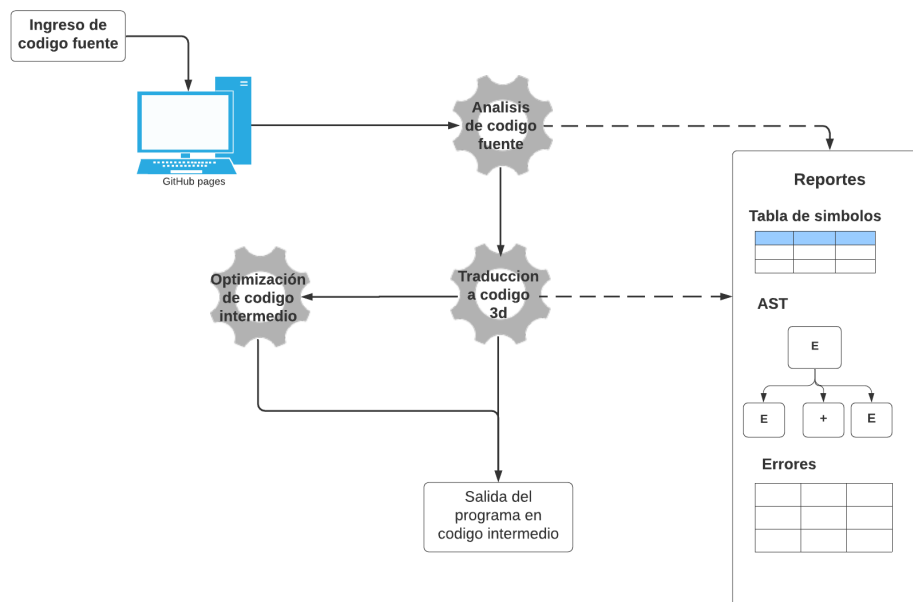 Ingreso de
codigo fuente
GitHub pages
Analisis
de codigo
fuente
Reportes
Tabla de simbolos
Optimización
de codigo
intermedio
Traduccion
a codigo
3d
AST
E
E
+
E
Errores
Salida del
programa en
codigo intermedio